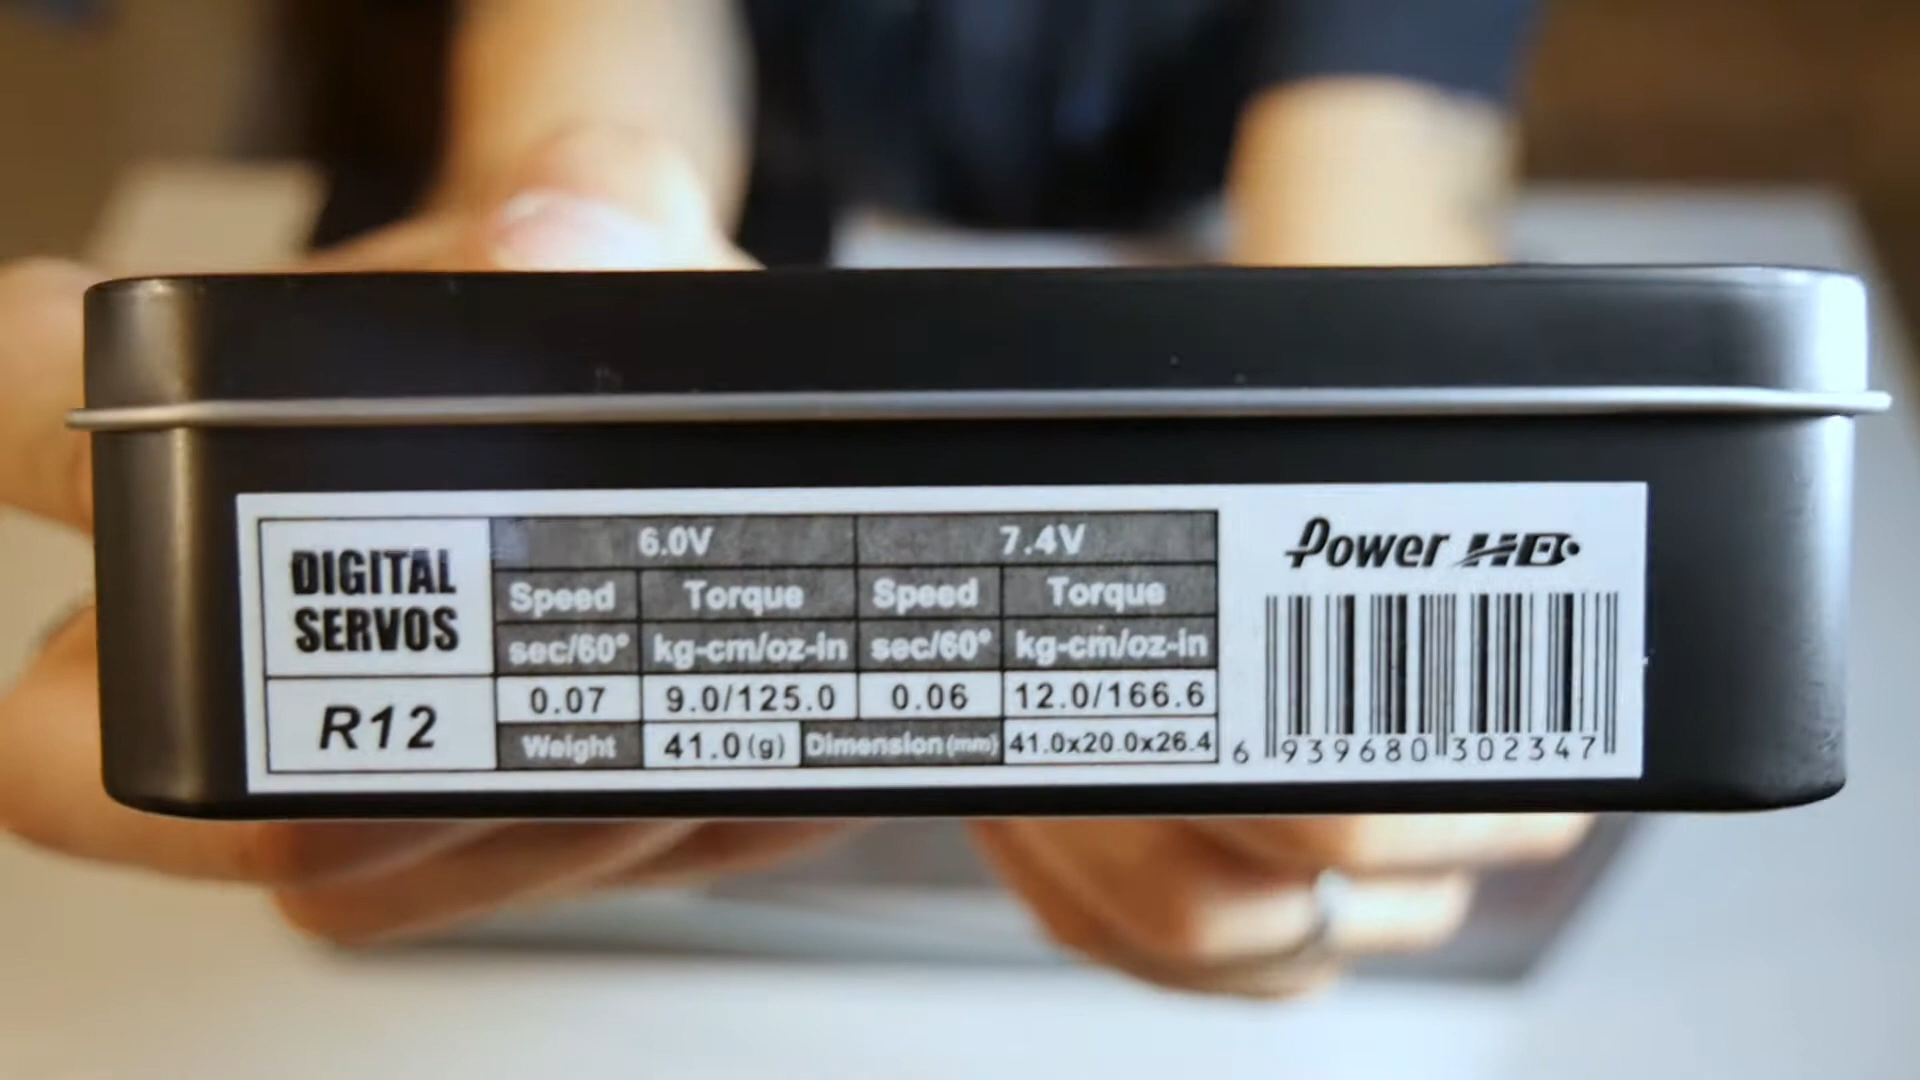 DIGITAL SERVOS
6.0V 7.4V
Speed Torque Speed Torque
sec/60° kg-cm/oz-in sec/60° kg-cm/oz-in
R12
0.07 9.0/125.0 0.06 12.0/166.6
Weight 41.0(g) Dimension(mm) 41.0x20.0x26.4
Power HD
6 939680 302347